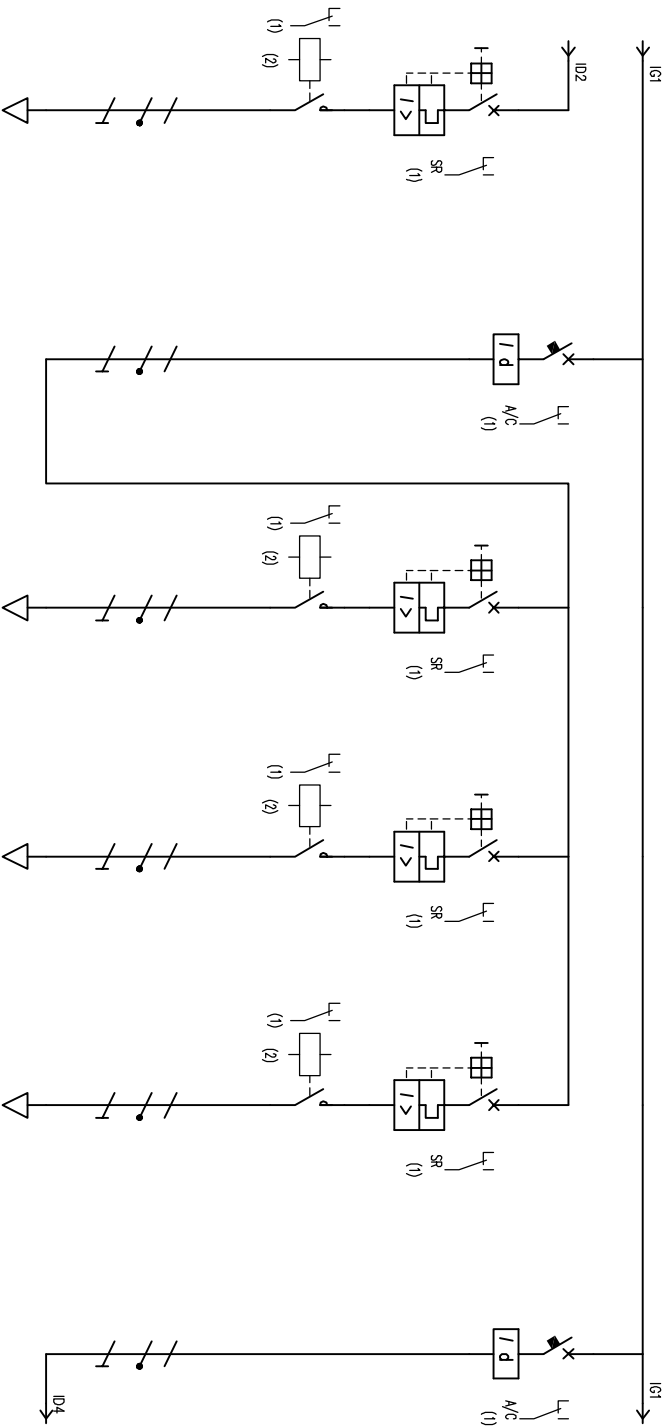 IG1
IG1
ID2
SR
(1)
I >
(1)
(2)
A/C
(1)
I d
SR
(1)
I >
(1)
(2)
SR
(1)
I >
(1)
(2)
SR
(1)
I >
(1)
(2)
A/C
(1)
I d
ID4